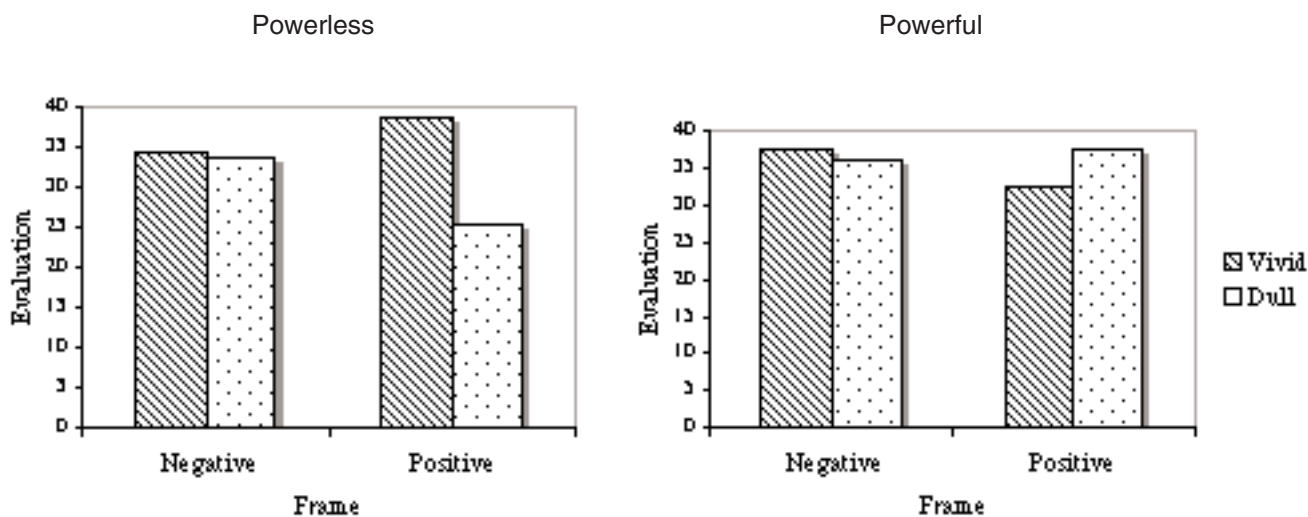 Powerless
40
35
30
25
20
15
10
5
0
Evaluation
Negative Positive
Frame
Powerful
40
35
30
25
20
15
10
5
0
Evaluation
Negative Positive
Frame
Vivid
Dull